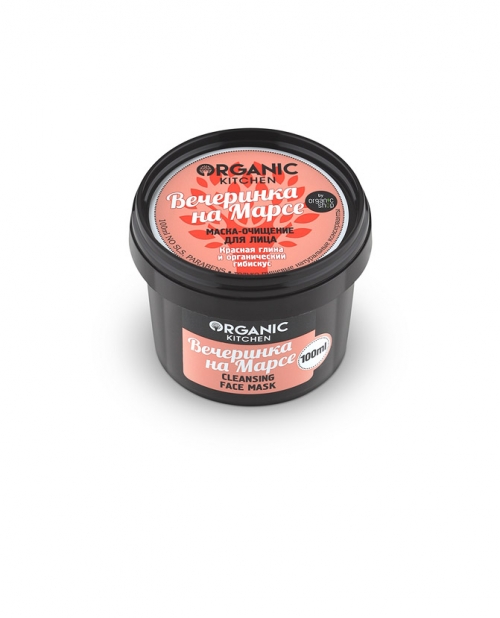 ORGANIC
KITCHEN
Вечеринка
на Марсе
by
organic
shop
МАСКА-ОЧИЩЕНИЕ
ДЛЯ ЛИЦА
Красная глина
и органический
гибискус
100ml NO SLS, PARABENS
ORGANIC
KITCHEN
Вечеринка
на Марсе
100ml
CLEANSING
FACE MASK